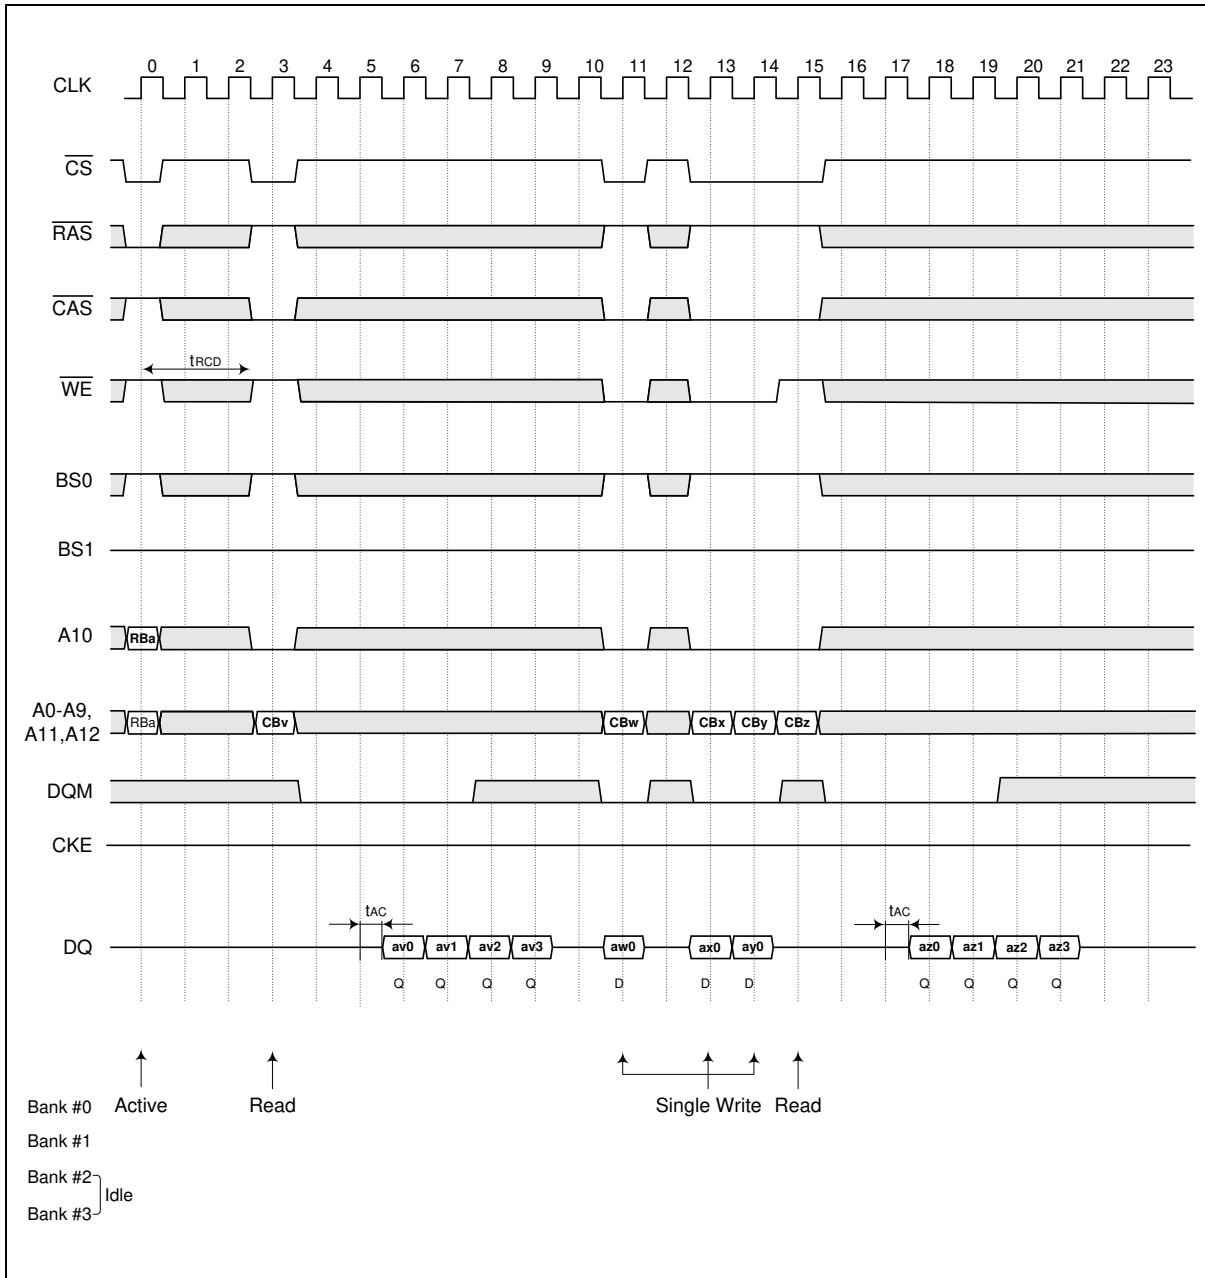 0 1 2 3 4 5 6 7 8 9 10 11 12 13 14 15 16 17 18 19 20 21 22 23
CLK
CS
RAS
CAS
tRCD
WE
BS0
BS1
A10 RBa
A0-A9,
A11,A12
RBa CBv CBw CBx CBy CBz
DQM
CKE
tAC tAC
DQ av0 av1 av2 av3 aw0 ax0 ay0 az0 az1 az2 az3
Q Q Q Q D D D Q Q Q Q
Bank #0 Active Read Single Write Read
Bank #1
Bank #2
Idle
Bank #3